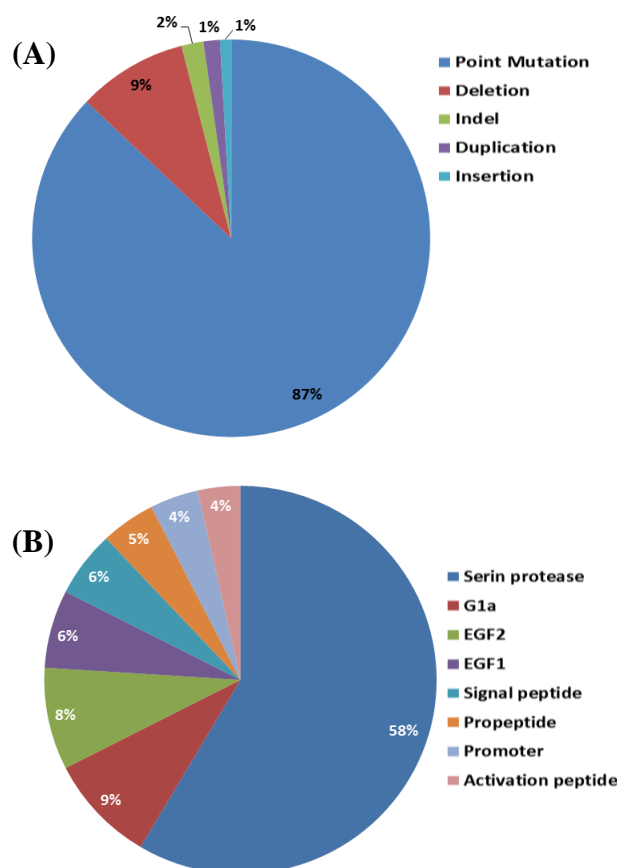 (A)
2%
1%
1%
9%
87%
Point Mutation
Deletion
Indel
Duplication
Insertion
(B)
4%
4%
5%
6%
6%
8%
9%
58%
Serin protease
G1a
EGF2
EGF1
Signal peptide
Propeptide
Promoter
Activation peptide